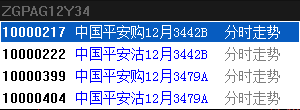 ZGPAG12Y34
10000217 中国平安购12月3442B 分时走势
10000222 中国平安沽12月3442B 分时走势
10000399 中国平安购12月3479A 分时走势
10000404 中国平安沽12月3479A 分时走势